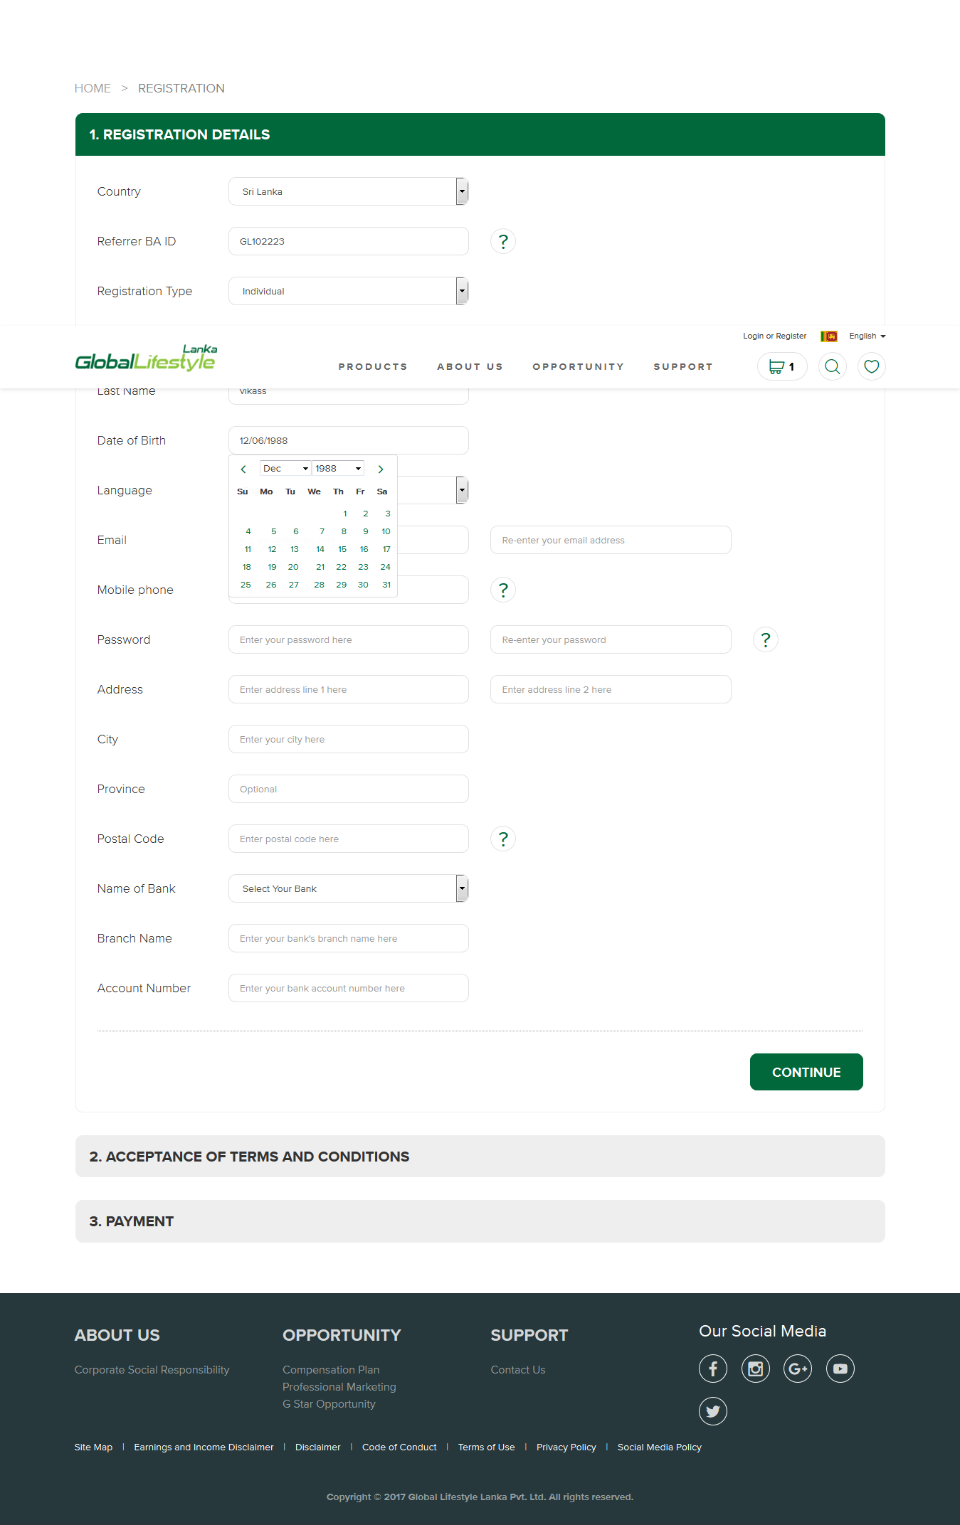 HOME > REGISTRATION
1. REGISTRATION DETAILS
Country Sri Lanka
Referrer BA ID GL102223 ?
Registration Type Individual
Login or Register English
GlobalLifestyle Lanka
PRODUCTS ABOUT US OPPORTUNITY SUPPORT 1
Last Name vikass
Date of Birth 12/06/1988
Dec 1988
Language
Su Mo Tu We Th Fr Sa
1 2 3
4 5 6 7 8 9 10
Email Re-enter your email address
11 12 13 14 15 16 17
18 19 20 21 22 23 24
25 26 27 28 29 30 31
Mobile phone ?
Password Enter your password here Re-enter your password ?
Address Enter address line 1 here Enter address line 2 here
City Enter your city here
Province Optional
Postal Code Enter postal code here ?
Name of Bank Select Your Bank
Branch Name Enter your bank's branch name here
Account Number Enter your bank account number here
CONTINUE
2. ACCEPTANCE OF TERMS AND CONDITIONS
3. PAYMENT
ABOUT US
Corporate Social Responsibility
OPPORTUNITY
Compensation Plan
Professional Marketing
G Star Opportunity
SUPPORT
Contact Us
Our Social Media
Site Map | Earnings and Income Disclaimer | Disclaimer | Code of Conduct | Terms of Use | Privacy Policy | Social Media Policy
Copyright © 2017 Global Lifestyle Lanka Pvt. Ltd. All rights reserved.